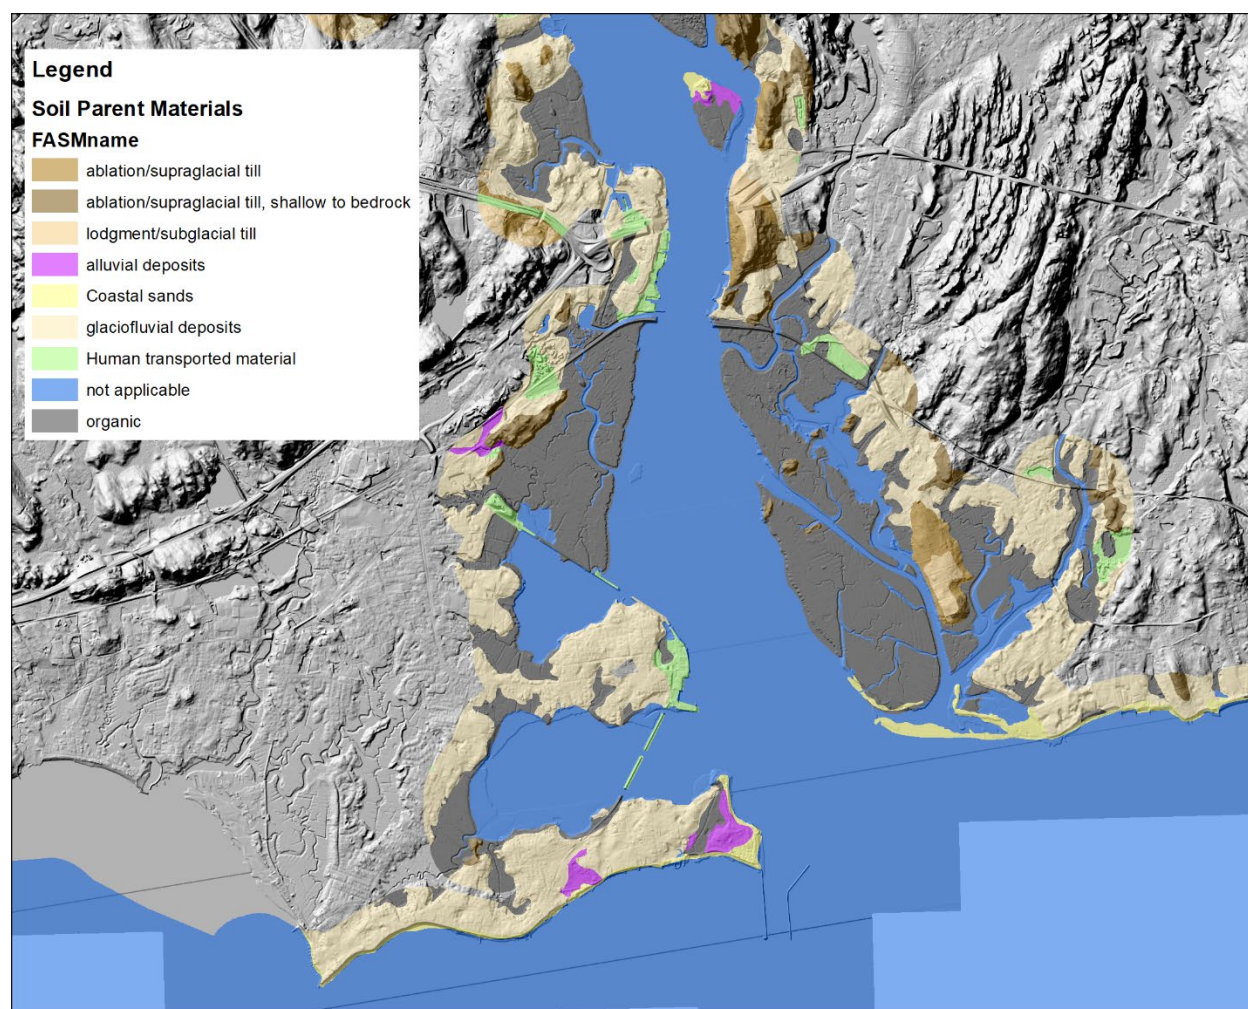 Legend
Soil Parent Materials
FASMname
ablation/supraglacial till
ablation/supraglacial till, shallow to bedrock
lodgment/subglacial till
alluvial deposits
Coastal sands
glaciofluvial deposits
Human transported material
not applicable
organic